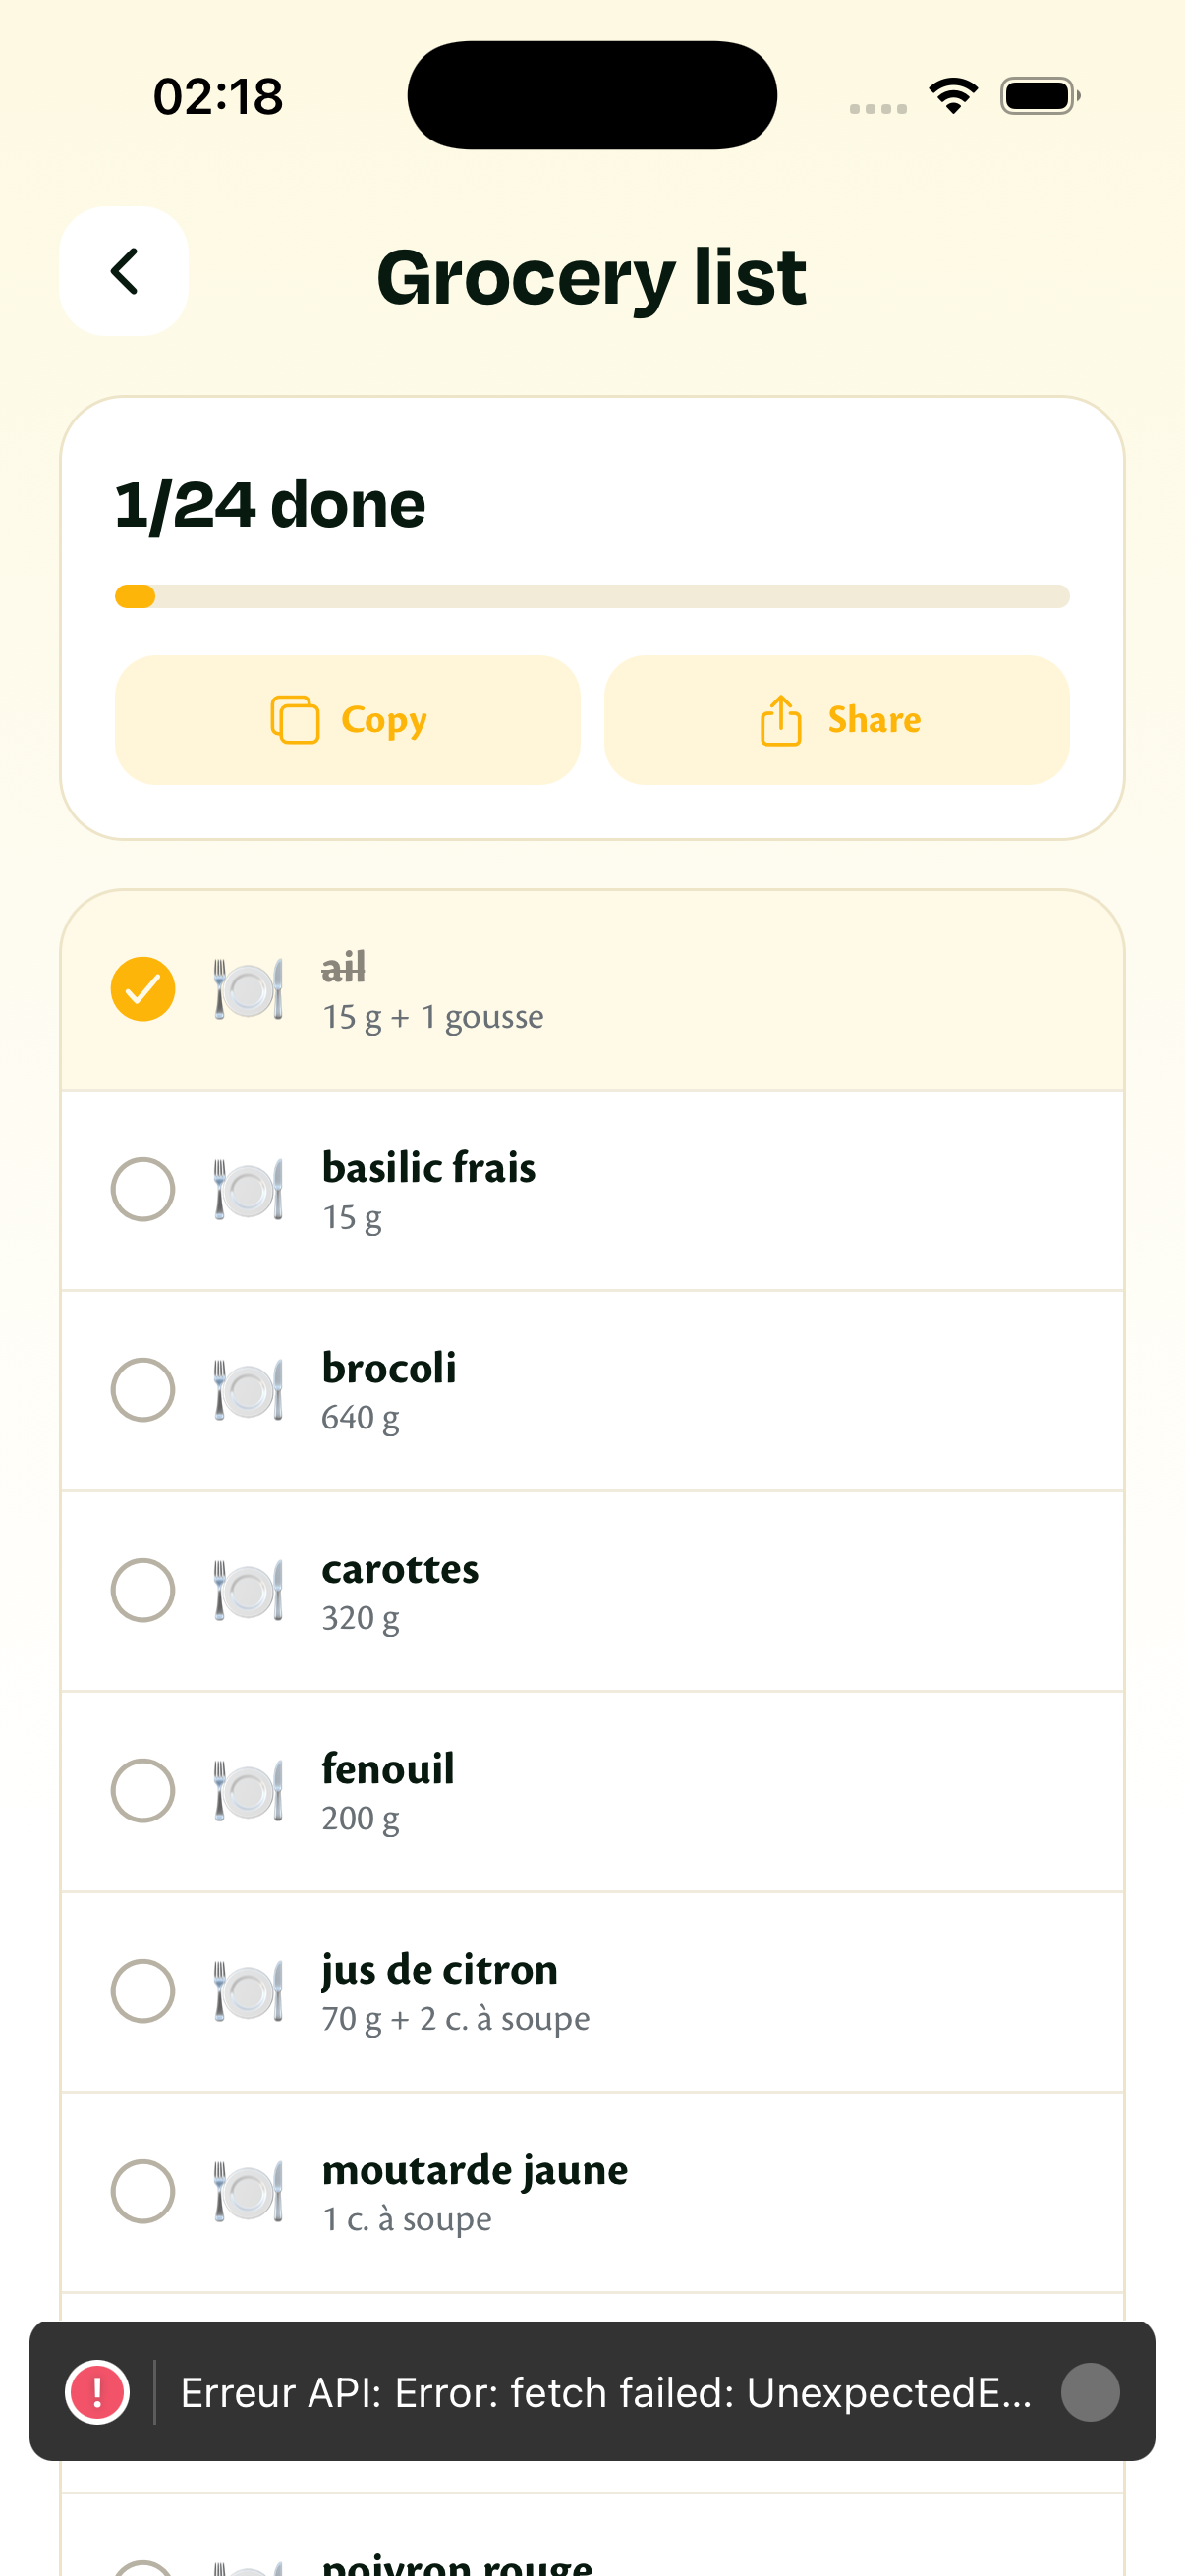 02:18
Grocery list
1/24 done
Copy
Share
ail
15 g + 1 gousse
basilic frais
15 g
brocoli
640 g
carottes
320 g
fenouil
200 g
jus de citron
70 g + 2 c. à soupe
moutarde jaune
1 c. à soupe
! Erreur API: Error: fetch failed: UnexpectedE...
poivron rouge